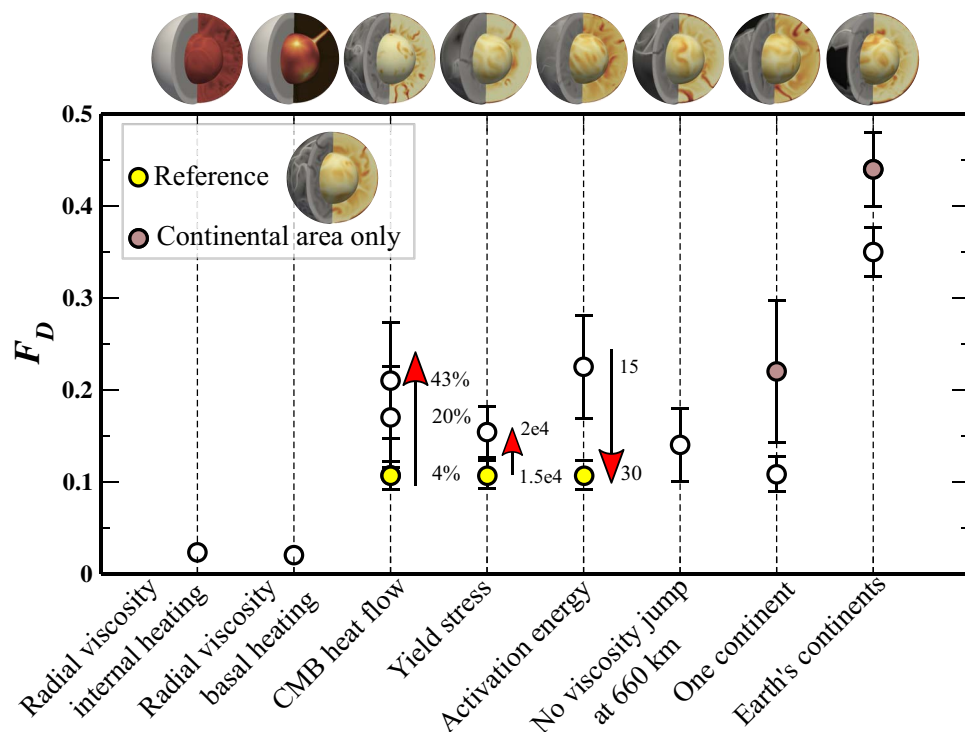 0.5
Reference
0.4
Continental area only
0.3
F_D
43%
15
0.2
20%
2e4
4%
1.5e4
30
0.1
0
Radial viscosity
internal heating
Radial viscosity
basal heating
CMB heat flow
Yield stress
Activation energy
No viscosity jump
at 660 km
One continent
Earth's continents